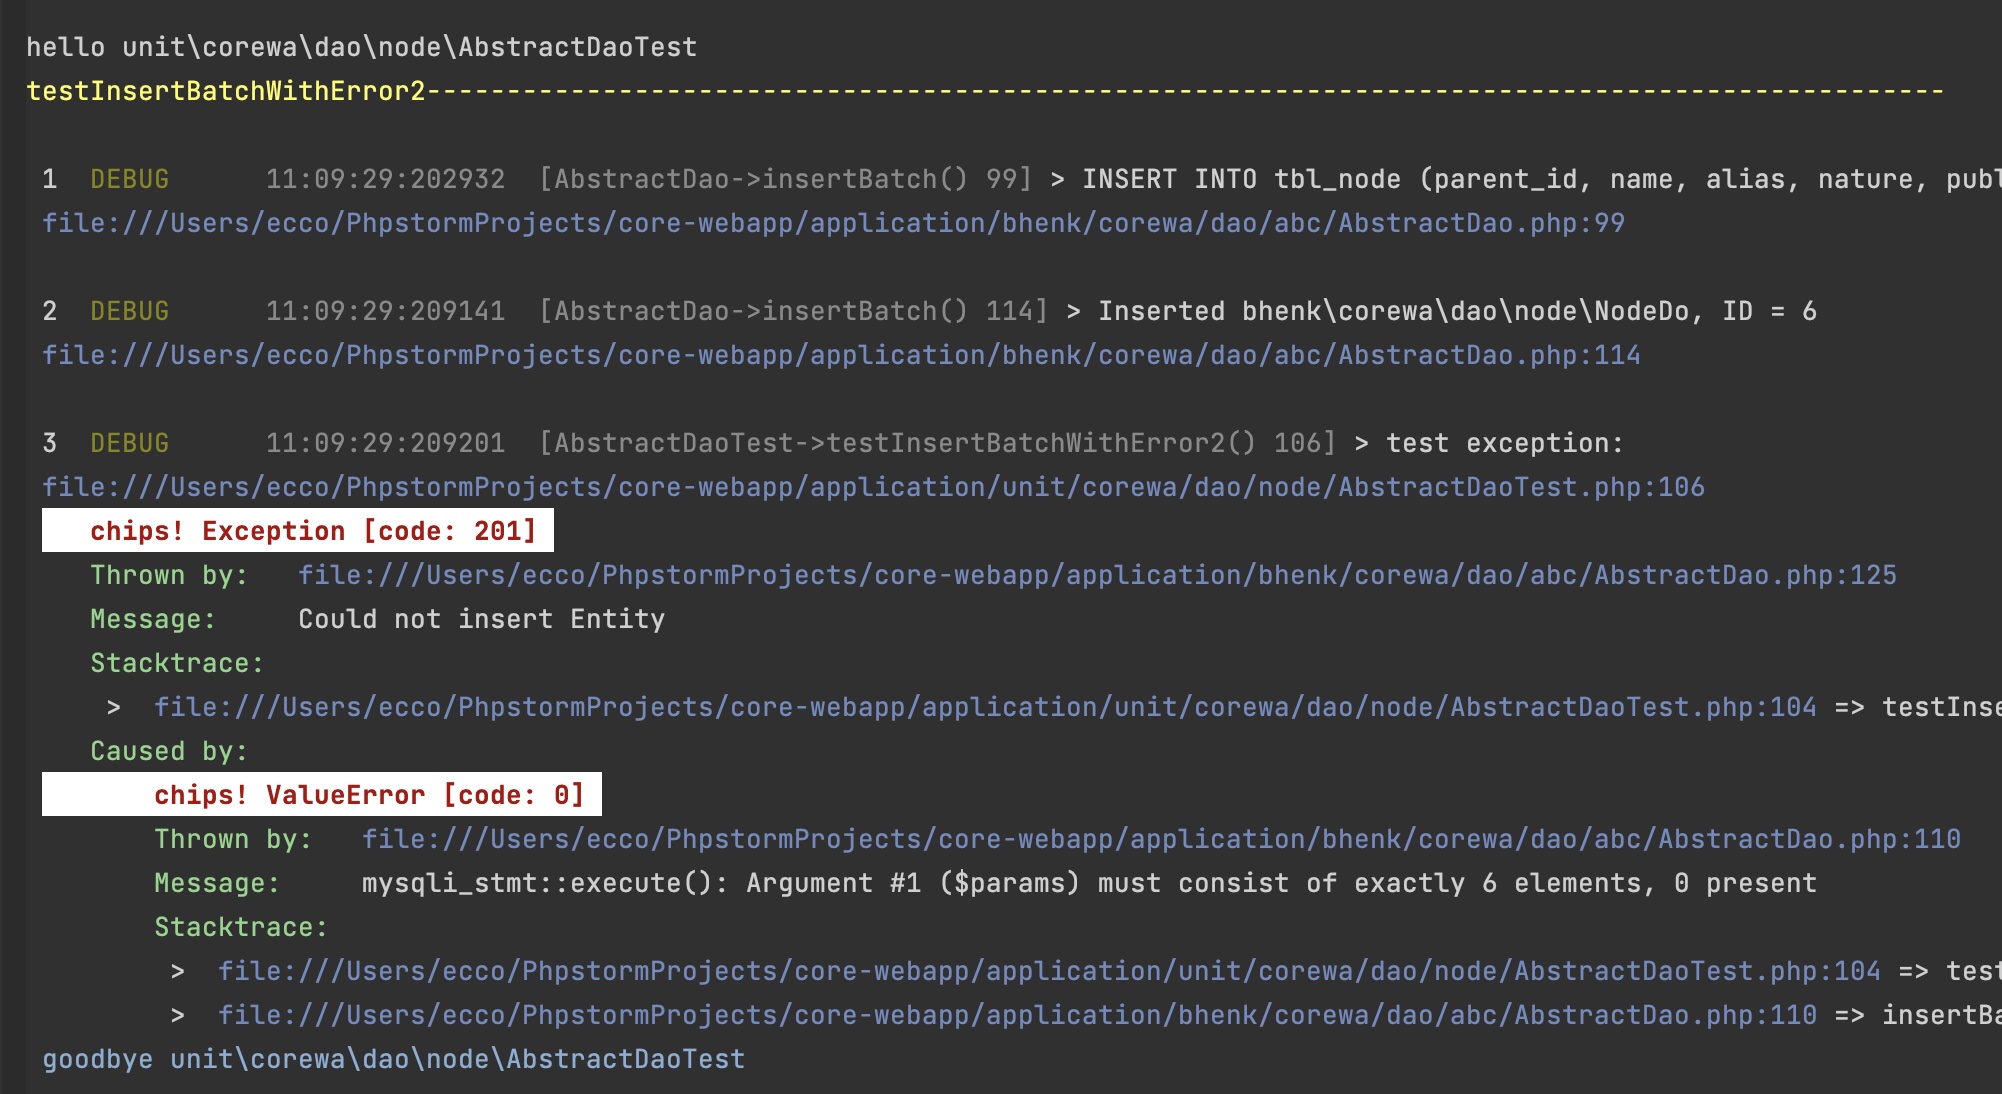 hello unit\corewa\dao\node\AbstractDaoTest
testInsertBatchWithError2-----------------------------------------------------------------------------------------------
1 DEBUG 11:09:29:202932 [AbstractDao->insertBatch() 99] > INSERT INTO tbl_node (parent_id, name, alias, nature, publ
file:///Users/ecco/PhpstormProjects/core-webapp/application/bhenk/corewa/dao/abc/AbstractDao.php:99
2 DEBUG 11:09:29:209141 [AbstractDao->insertBatch() 114] > Inserted bhenk\corewa\dao\node\NodeDo, ID = 6
file:///Users/ecco/PhpstormProjects/core-webapp/application/bhenk/corewa/dao/abc/AbstractDao.php:114
3 DEBUG 11:09:29:209201 [AbstractDaoTest->testInsertBatchWithError2() 106] > test exception:
file:///Users/ecco/PhpstormProjects/core-webapp/application/unit/corewa/dao/node/AbstractDaoTest.php:106
chips! Exception [code: 201]
Thrown by: file:///Users/ecco/PhpstormProjects/core-webapp/application/bhenk/corewa/dao/abc/AbstractDao.php:125
Message: Could not insert Entity
Stacktrace:
> file:///Users/ecco/PhpstormProjects/core-webapp/application/unit/corewa/dao/node/AbstractDaoTest.php:104 => testInse
Caused by:
chips! ValueError [code: 0]
Thrown by: file:///Users/ecco/PhpstormProjects/core-webapp/application/bhenk/corewa/dao/abc/AbstractDao.php:110
Message: mysqli_stmt::execute(): Argument #1 ($params) must consist of exactly 6 elements, 0 present
Stacktrace:
> file:///Users/ecco/PhpstormProjects/core-webapp/application/unit/corewa/dao/node/AbstractDaoTest.php:104 => test
> file:///Users/ecco/PhpstormProjects/core-webapp/application/bhenk/corewa/dao/abc/AbstractDao.php:110 => insertBa
goodbye unit\corewa\dao\node\AbstractDaoTest